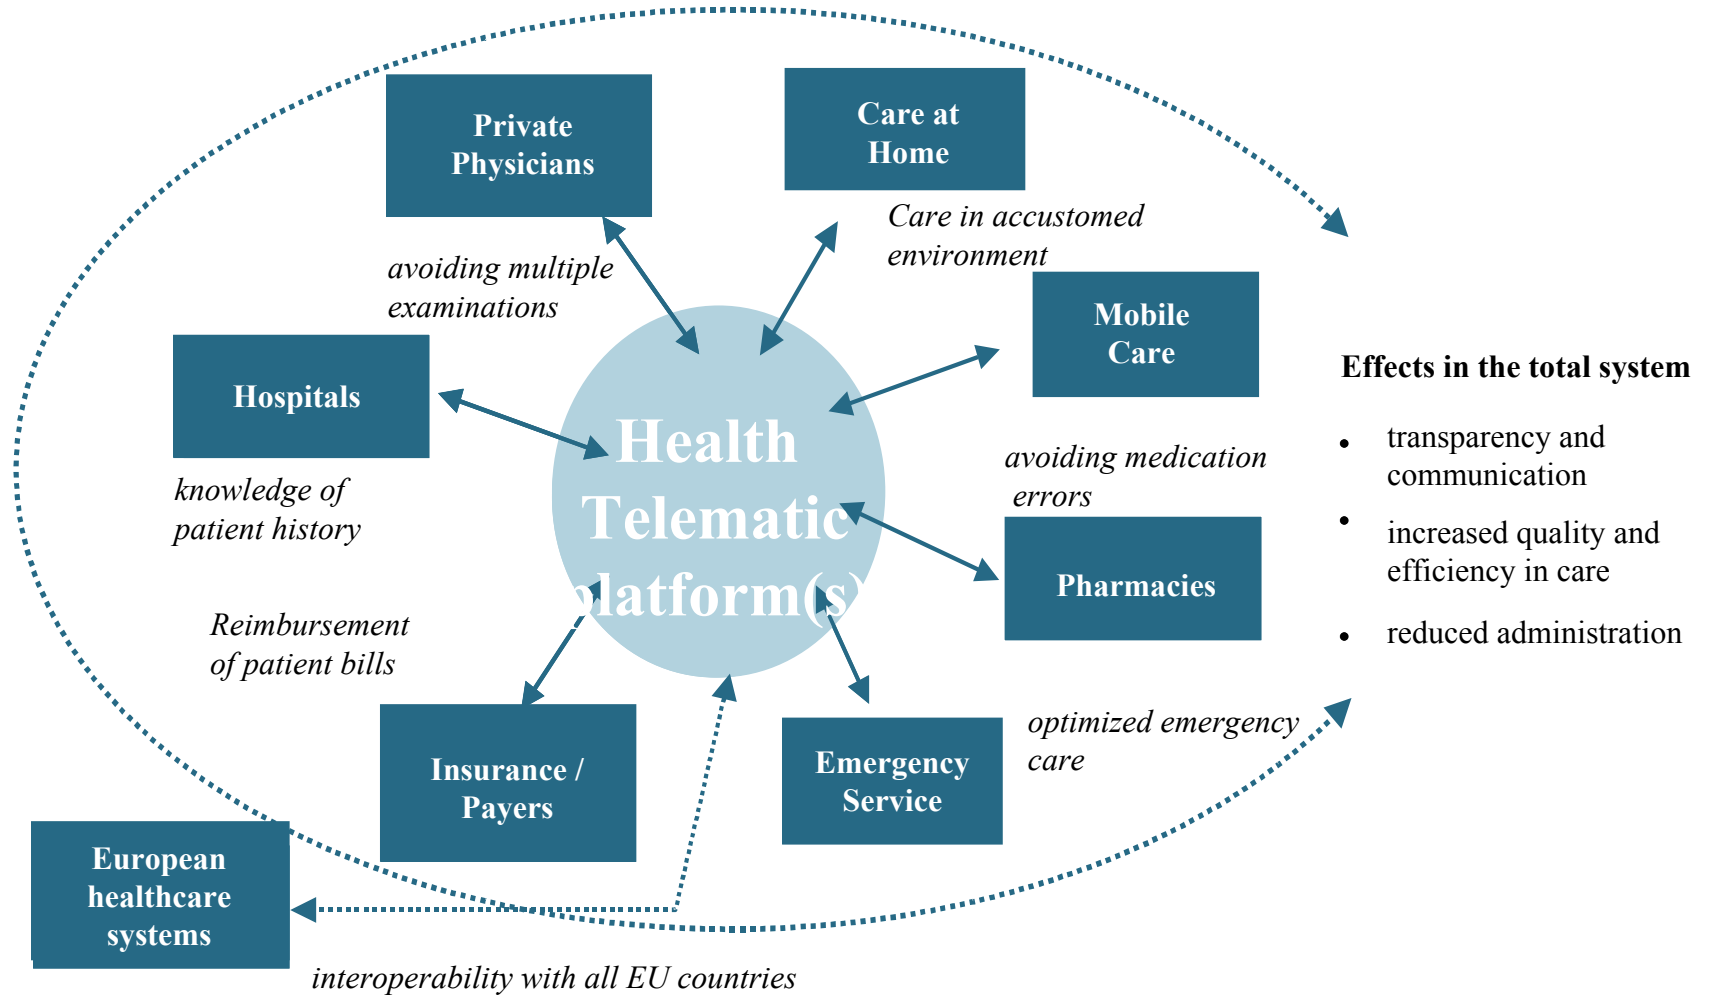 Private
Physicians
Care at
Home
Care in accustomed
environment
avoiding multiple
examinations
Mobile
Care
Hospitals
knowledge of
patient history
Health
Telematic
platform(s)
avoiding medication
errors
Pharmacies
Reimbursement
of patient bills
Insurance /
Payers
Emergency
Service
optimized emergency
care
European
healthcare
systems
interoperability with all EU countries
Effects in the total system
• transparency and
communication
• increased quality and
efficiency in care
• reduced administration